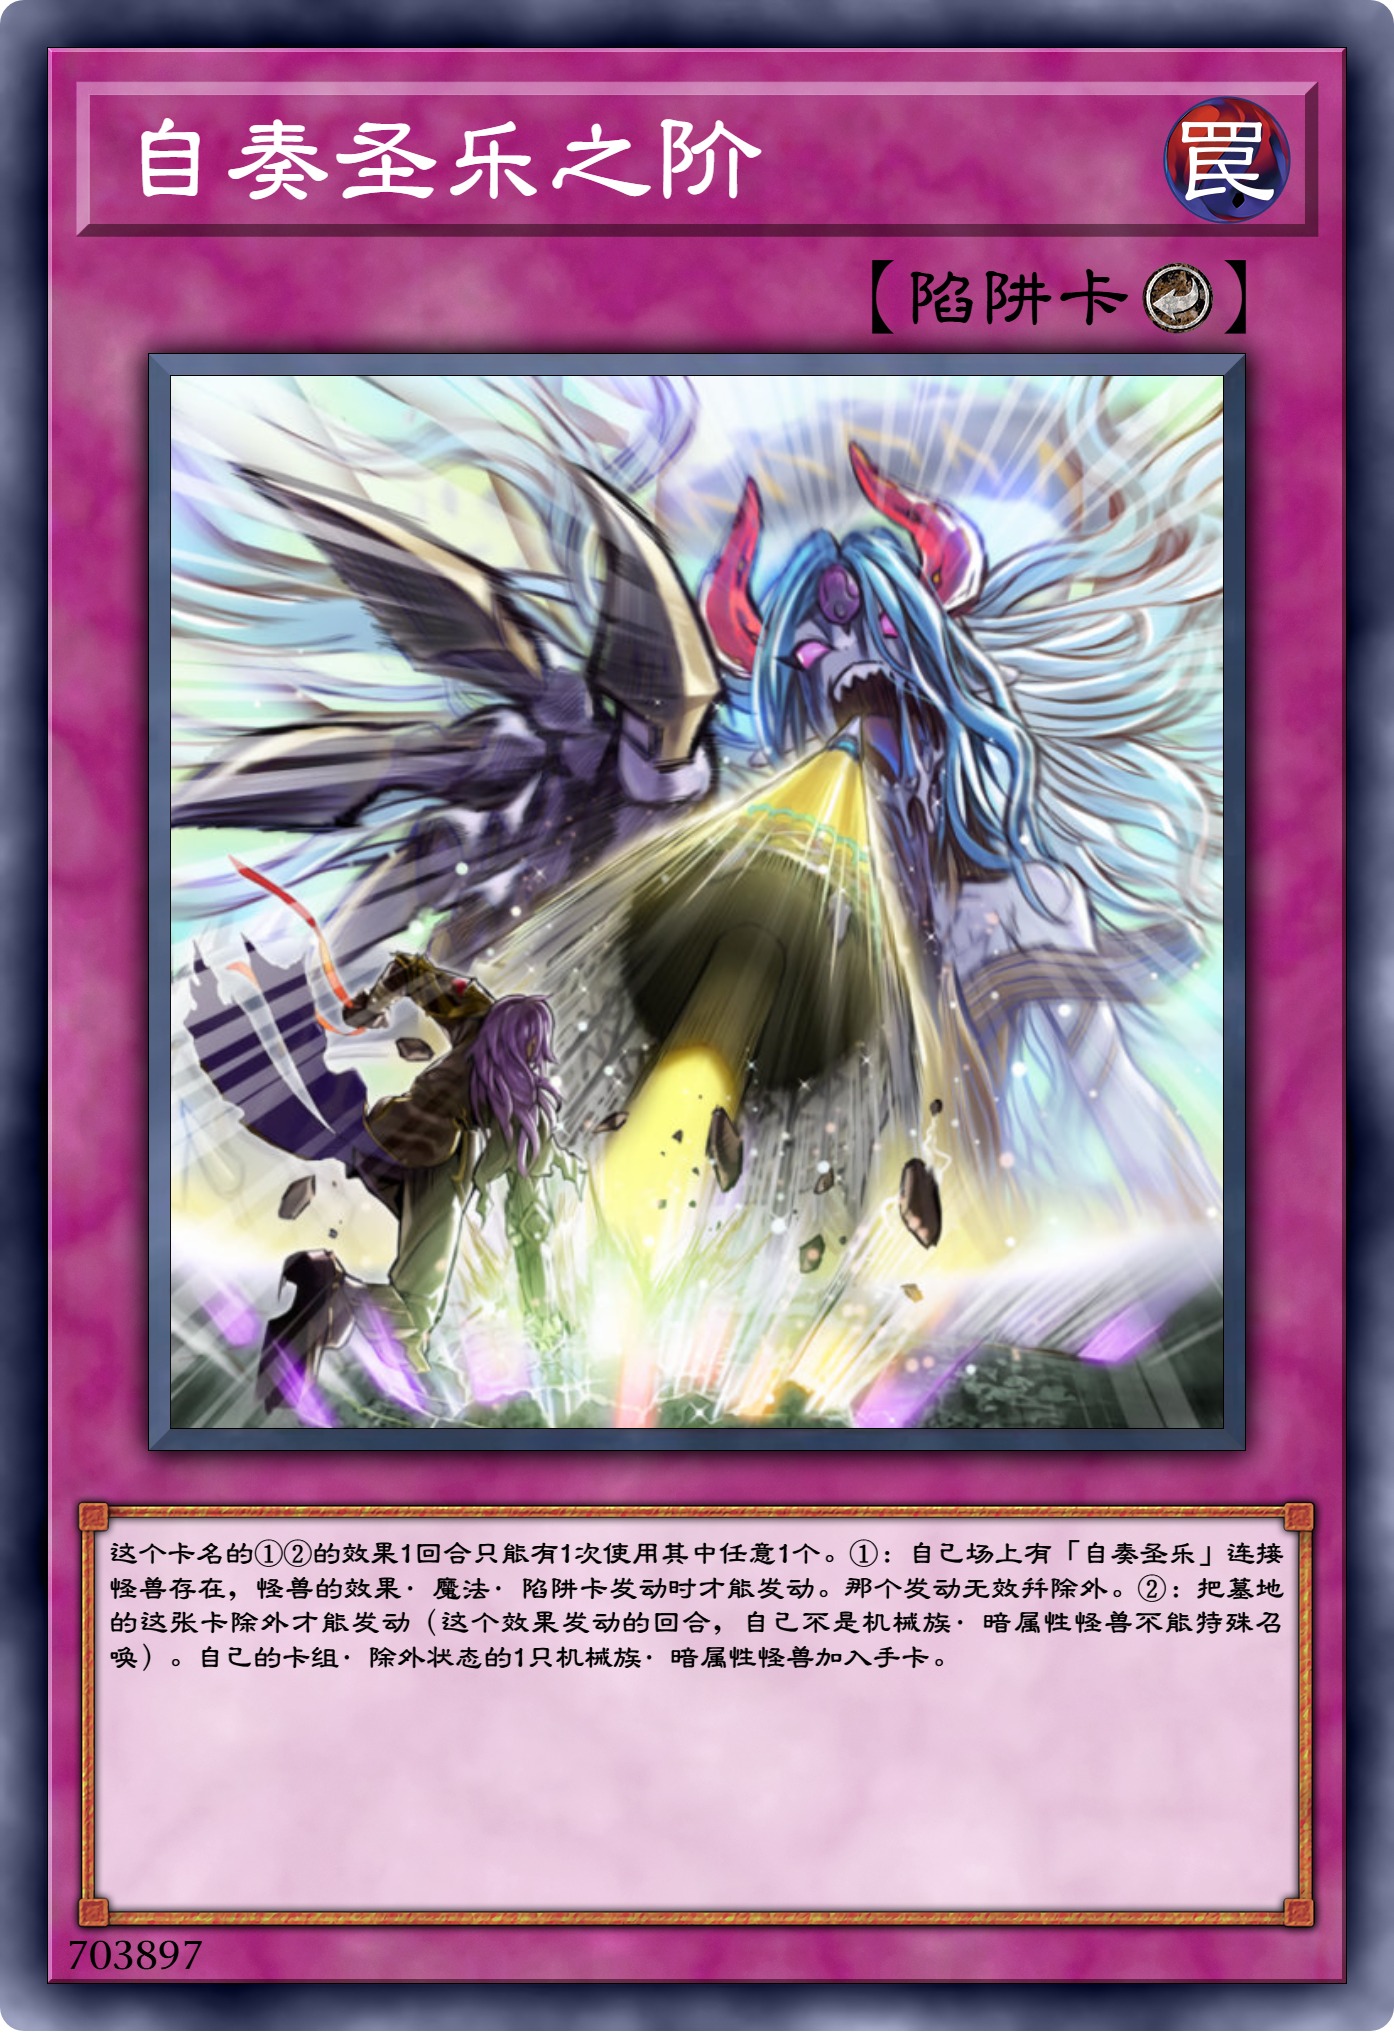 自奏圣乐之阶
罠
【陷阱卡】
这个卡名的①②的效果1回合只能有1次使用其中任意1个。①：自己场上有「自奏圣乐」连接
怪兽存在，怪兽的效果·魔法·陷阱卡发动时才能发动。那个发动无效并除外。②：把墓地
的这张卡除外才能发动（这个效果发动的回合，自己不是机械族·暗属性怪兽不能特殊召
唤）。自己的卡组·除外状态的1只机械族·暗属性怪兽加入手卡。
703897